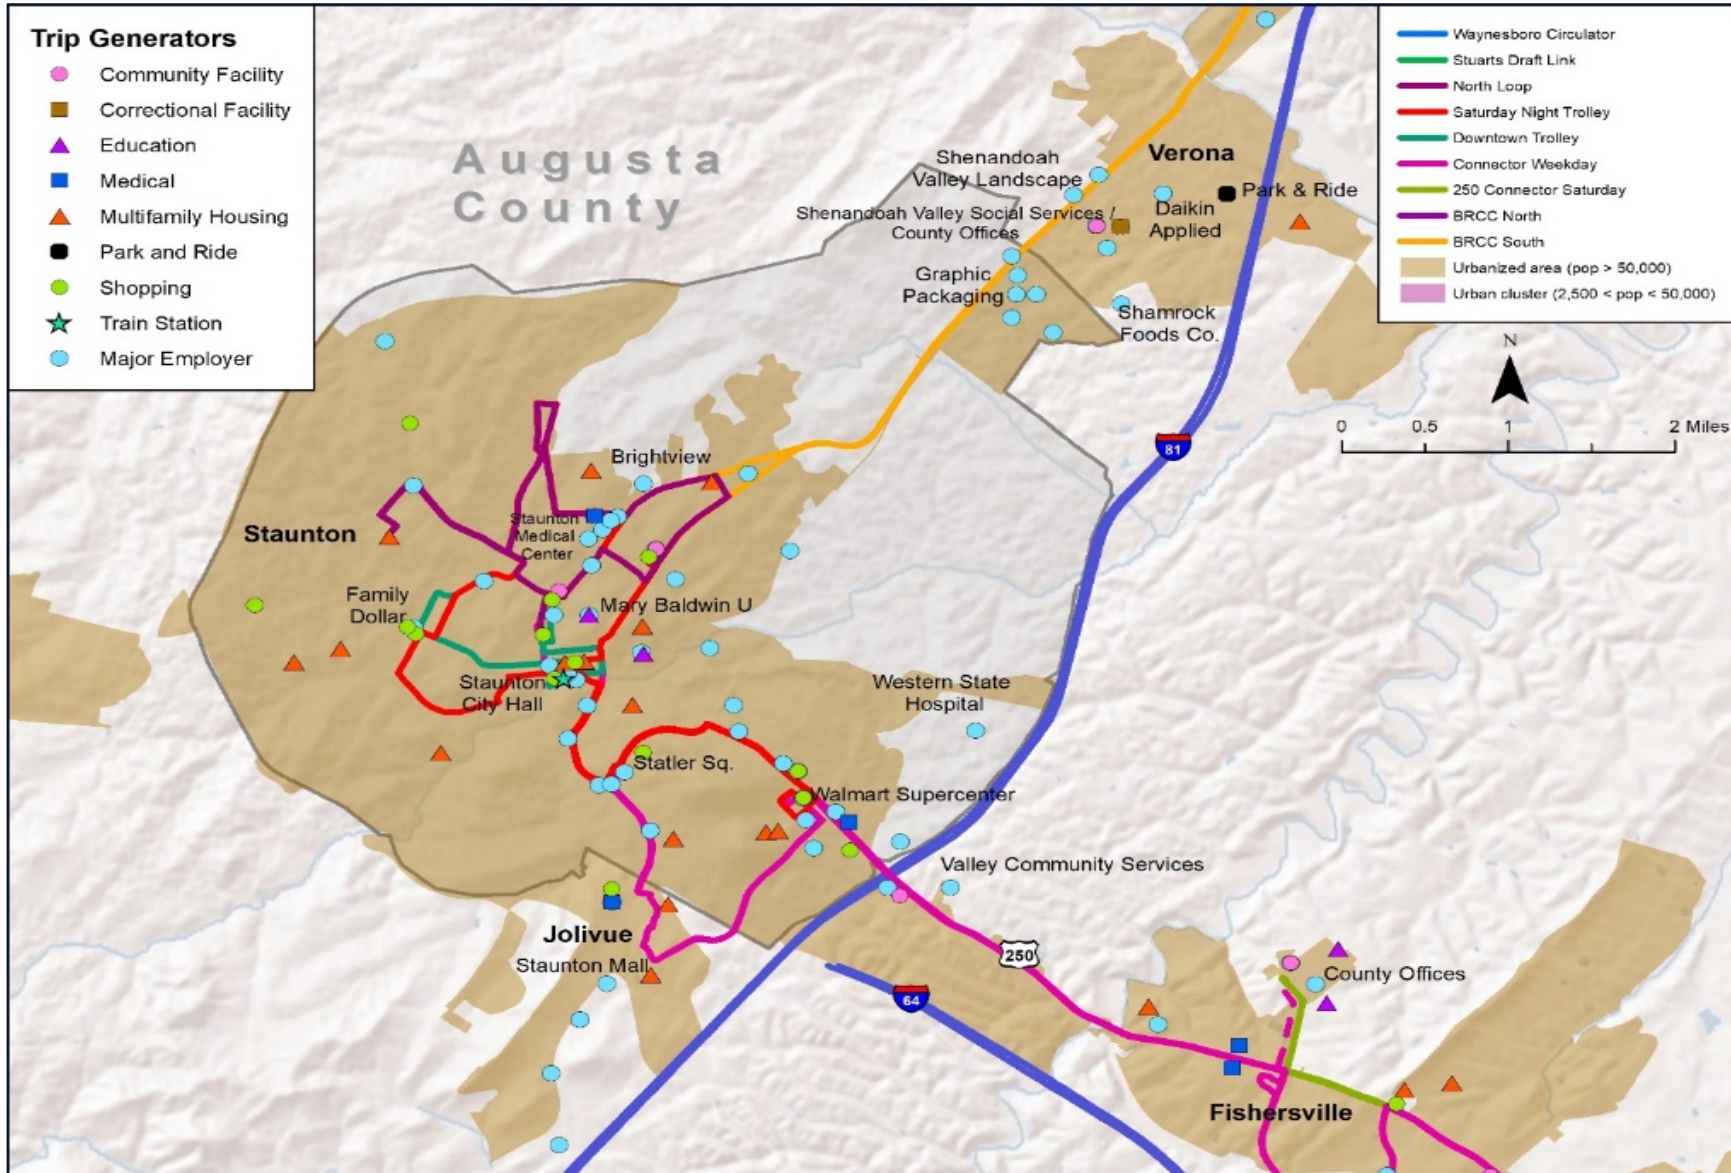 Trip Generators
Community Facility
Correctional Facility
Education
Medical
Multifamily Housing
Park and Ride
Shopping
Train Station
Major Employer
Waynesboro Circulator
Stuarts Draft Link
North Loop
Saturday Night Trolley
Downtown Trolley
Connector Weekday
250 Connector Saturday
BRCC North
BRCC South
Urbanized area (pop > 50,000)
Urban cluster (2,500 < pop < 50,000)
N
0 0.5 1 2 Miles
Augusta
County
Shenandoah
Valley Landscape
Verona
Park & Ride
Shenandoah Valley Social Services /
County Offices
Daikin
Applied
Graphic
Packaging
Shamrock
Foods Co.
81
Brightview
Staunton
Staunton
Medical
Center
Family
Dollar
Mary Baldwin U
Staunton
City Hall
Western State
Hospital
Statler Sq.
Walmart Supercenter
Valley Community Services
Jolivue
Staunton Mall
250
64
County Offices
Fishersville